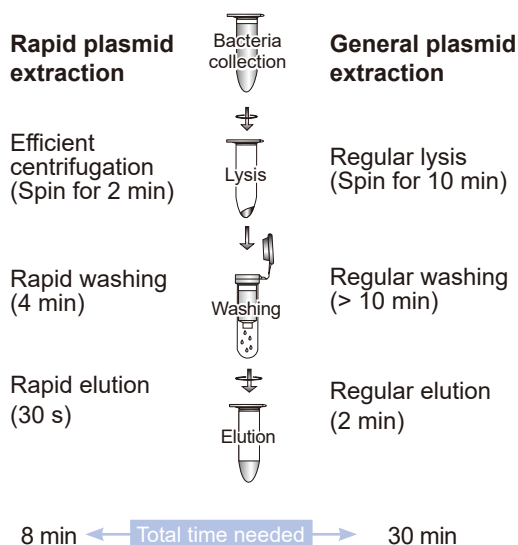 Rapid plasmid
extraction
Bacteria
collection
General plasmid
extraction
Efficient
centrifugation
(Spin for 2 min)
Lysis
Regular lysis
(Spin for 10 min)
Rapid washing
(4 min)
Washing
Regular washing
(> 10 min)
Rapid elution
(30 s)
Elution
Regular elution
(2 min)
8 min
Total time needed
30 min